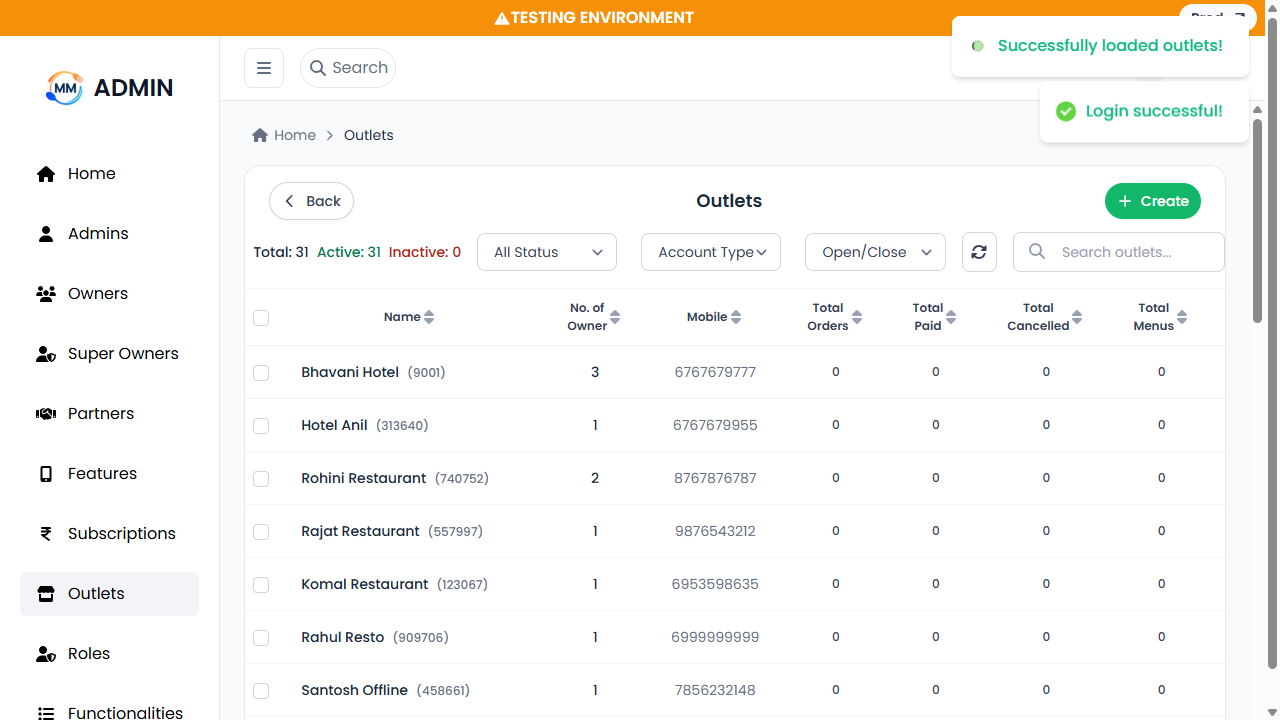 TESTING ENVIRONMENT
Successfully loaded outlets!
Login successful!
MM ADMIN
Search
Home
Admins
Owners
Super Owners
Partners
Features
Subscriptions
Outlets
Roles
Functionalities
Home > Outlets
Back
Outlets
+ Create
Total: 31 Active: 31 Inactive: 0 All Status Account Type Open/Close Search outlets...
Name No. of Owner Mobile Total Orders Total Paid Total Cancelled Total Menus
Bhavani Hotel (9001) 3 6767679777 0 0 0 0
Hotel Anil (313640) 1 6767679955 0 0 0 0
Rohini Restaurant (740752) 2 8767876787 0 0 0 0
Rajat Restaurant (557997) 1 9876543212 0 0 0 0
Komal Restaurant (123067) 1 6953598635 0 0 0 0
Rahul Resto (909706) 1 6999999999 0 0 0 0
Santosh Offline (458661) 1 7856232148 0 0 0 0